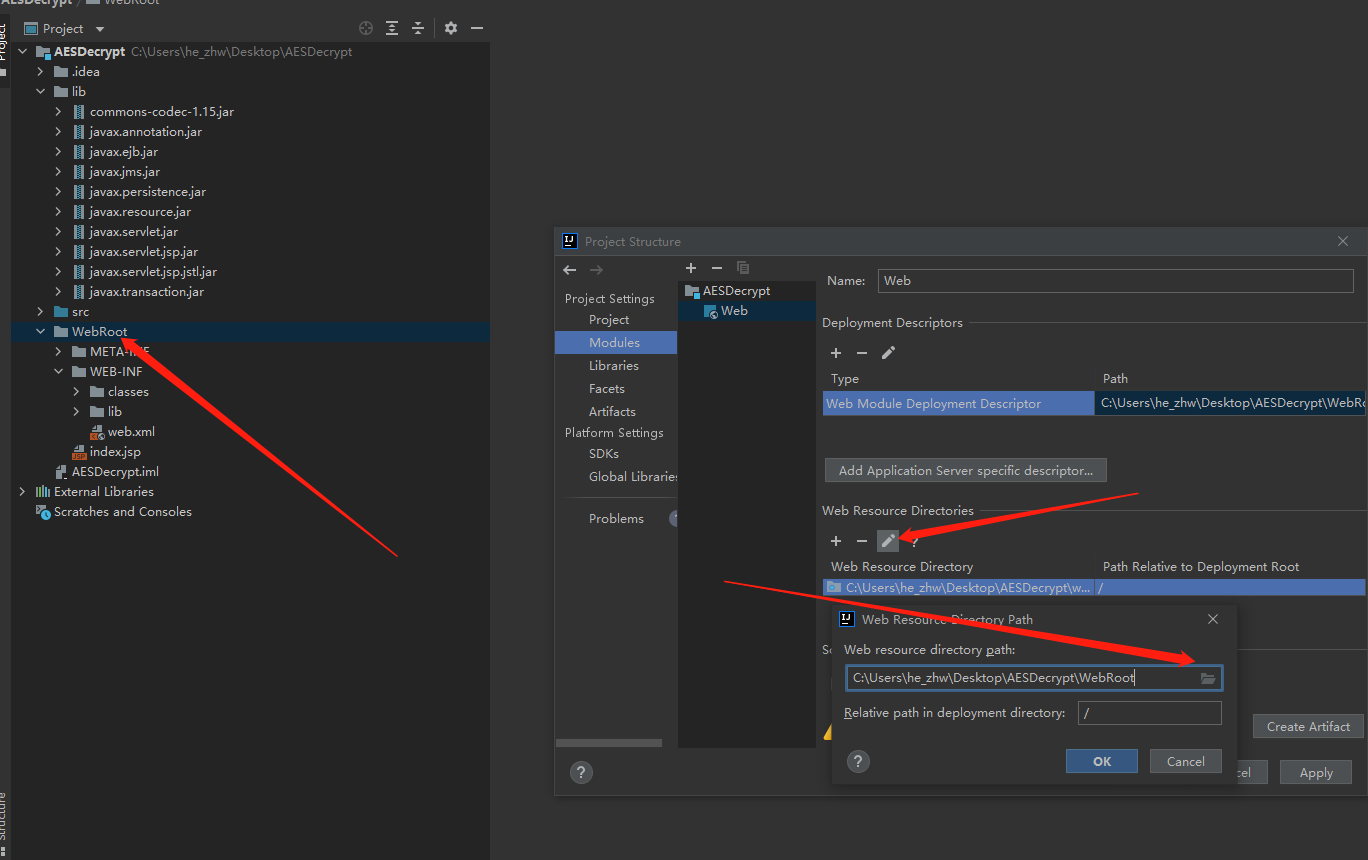 AESDecrypt / WebRoot
Project
Project
AESDecrypt C:\Users\he_zhw\Desktop\AESDecrypt
.idea
lib
commons-codec-1.15.jar
javax.annotation.jar
javax.ejb.jar
javax.jms.jar
javax.persistence.jar
javax.resource.jar
javax.servlet.jar
javax.servlet.jsp.jar
javax.servlet.jsp.jstl.jar
javax.transaction.jar
src
WebRoot
META-INF
WEB-INF
classes
lib
web.xml
index.jsp
AESDecrypt.iml
External Libraries
Scratches and Consoles
Structure
Project Structure
Project Settings
Project
Modules
Libraries
Facets
Artifacts
Platform Settings
SDKs
Global Libraries
Problems
?
AESDecrypt
Web
Name: Web
Deployment Descriptors
Type Path
Web Module Deployment Descriptor C:\Users\he_zhw\Desktop\AESDecrypt\WebRo
Add Application Server specific descriptor...
Web Resource Directories
?
Web Resource Directory Path Relative to Deployment Root
C:\Users\he_zhw\Desktop\AESDecrypt\w... /
Web Resource Directory Path
Web resource directory path:
C:\Users\he_zhw\Desktop\AESDecrypt\WebRoot
Relative path in deployment directory: /
Create Artifact
? OK Cancel
cel Apply